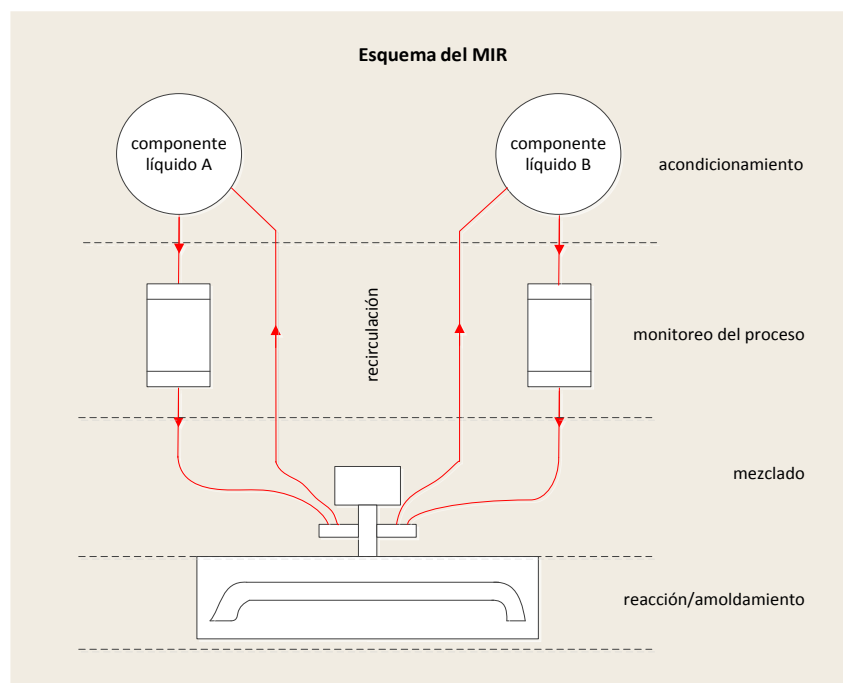 Esquema del MIR
componente
líquido A
componente
líquido B
acondicionamiento
recirculación
monitoreo del proceso
mezclado
reacción/amoldamiento